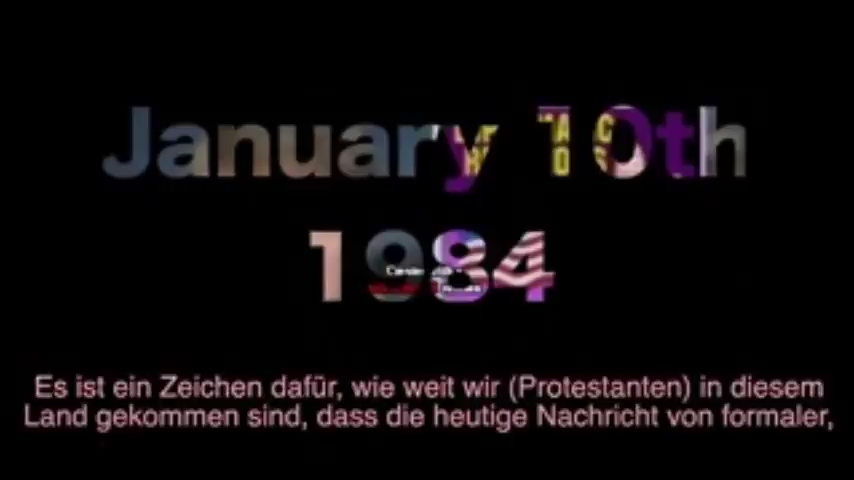 January 10th
1984
Es ist ein Zeichen dafür, wie weit wir (Protestanten) in diesem
Land gekommen sind, dass die heutige Nachricht von formaler,